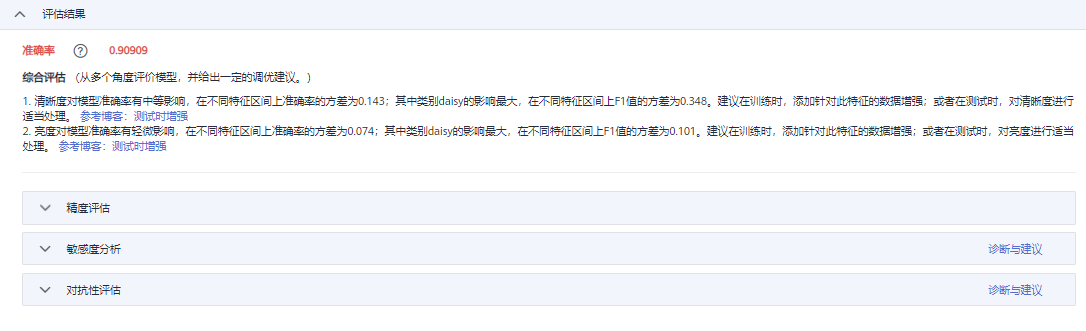 评估结果
准确率 ? 0.90909
综合评估 （从多个角度评价模型，并给出一定的调优建议。）
1. 清晰度对模型准确率有中等影响，在不同特征区间上准确率的方差为0.143；其中类别daisy的影响最大，在不同特征区间上F1值的方差为0.348。建议在训练时，添加针对此特征的数据增强；或者在测试时，对清晰度进行
适当处理。 参考博客：测试时增强
2. 亮度对模型准确率有轻微影响，在不同特征区间上准确率的方差为0.074；其中类别daisy的影响最大，在不同特征区间上F1值的方差为0.101。建议在训练时，添加针对此特征的数据增强；或者在测试时，对亮度进行适当
处理。 参考博客：测试时增强
精度评估
敏感度分析 诊断与建议
对抗性评估 诊断与建议